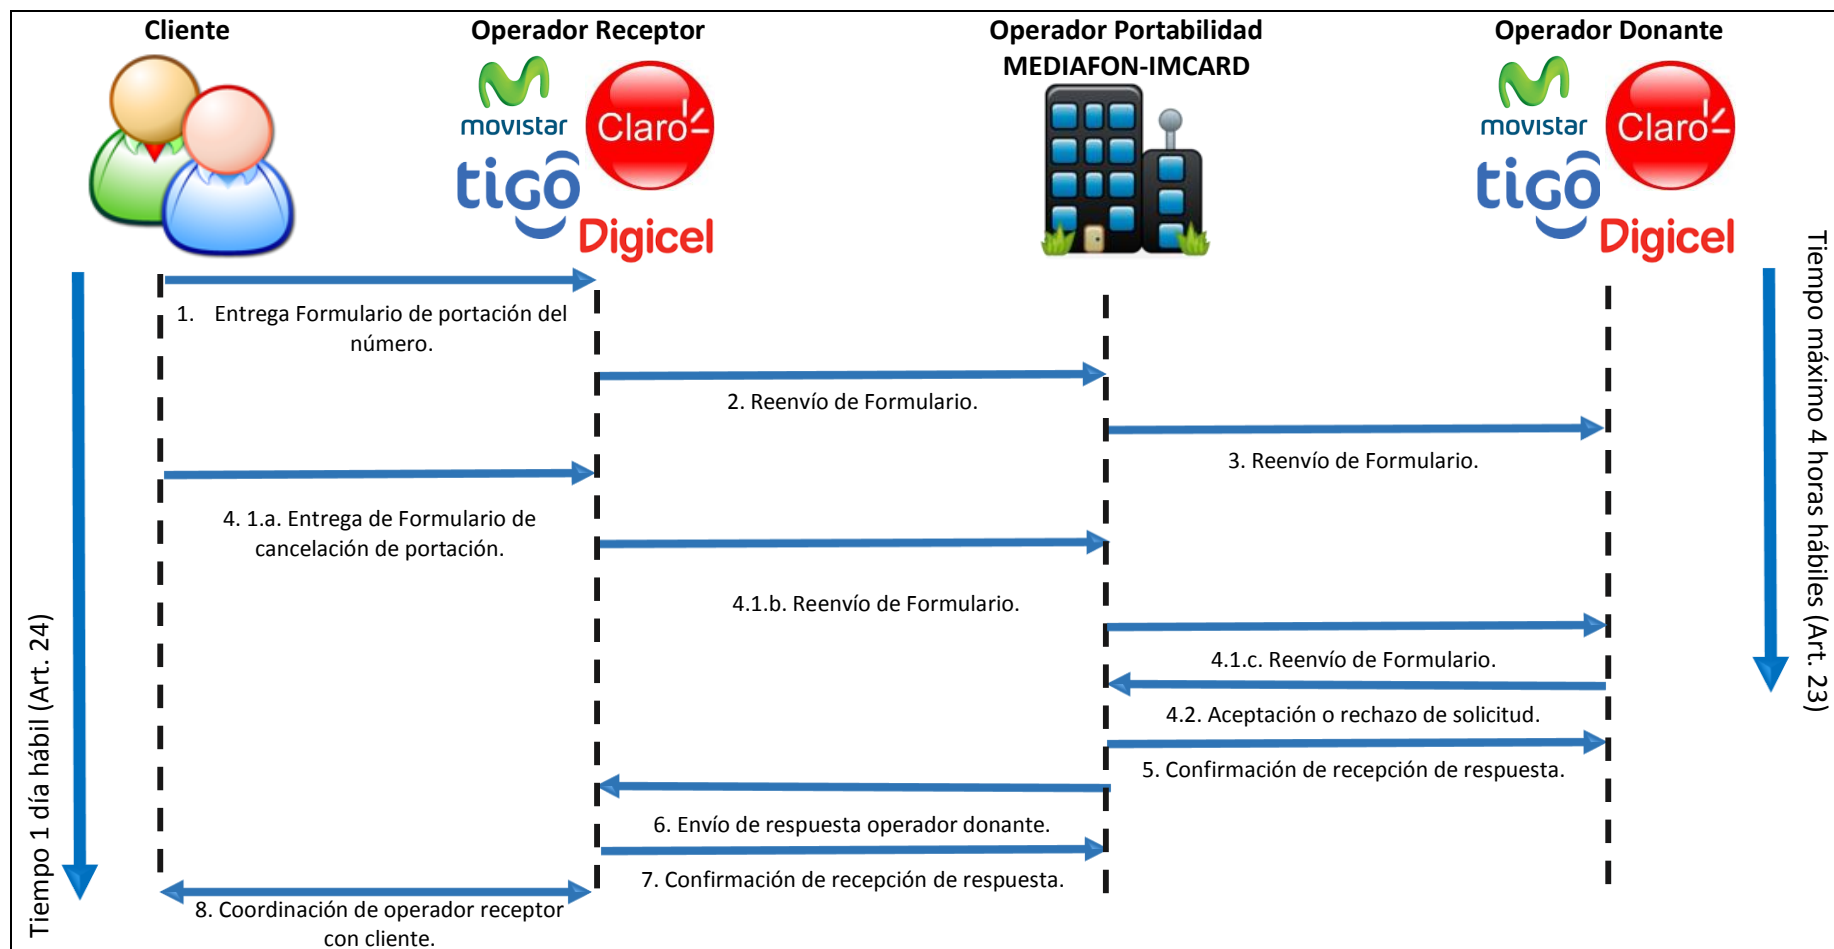 Cliente
Operador Receptor
Operador Portabilidad
MEDIAFON-IMCARD
Operador Donante
movistar
Claro
tigo
Digicel
movistar
Claro
tigo
Digicel
1. Entrega Formulario de portación del
número.
2. Reenvío de Formulario.
3. Reenvío de Formulario.
4. 1.a. Entrega de Formulario de
cancelación de portación.
4.1.b. Reenvío de Formulario.
4.1.c. Reenvío de Formulario.
4.2. Aceptación o rechazo de solicitud.
5. Confirmación de recepción de respuesta.
6. Envío de respuesta operador donante.
7. Confirmación de recepción de respuesta.
8. Coordinación de operador receptor
con cliente.
Tiempo 1 día hábil (Art. 24)
Tiempo máximo 4 horas hábiles (Art. 23)